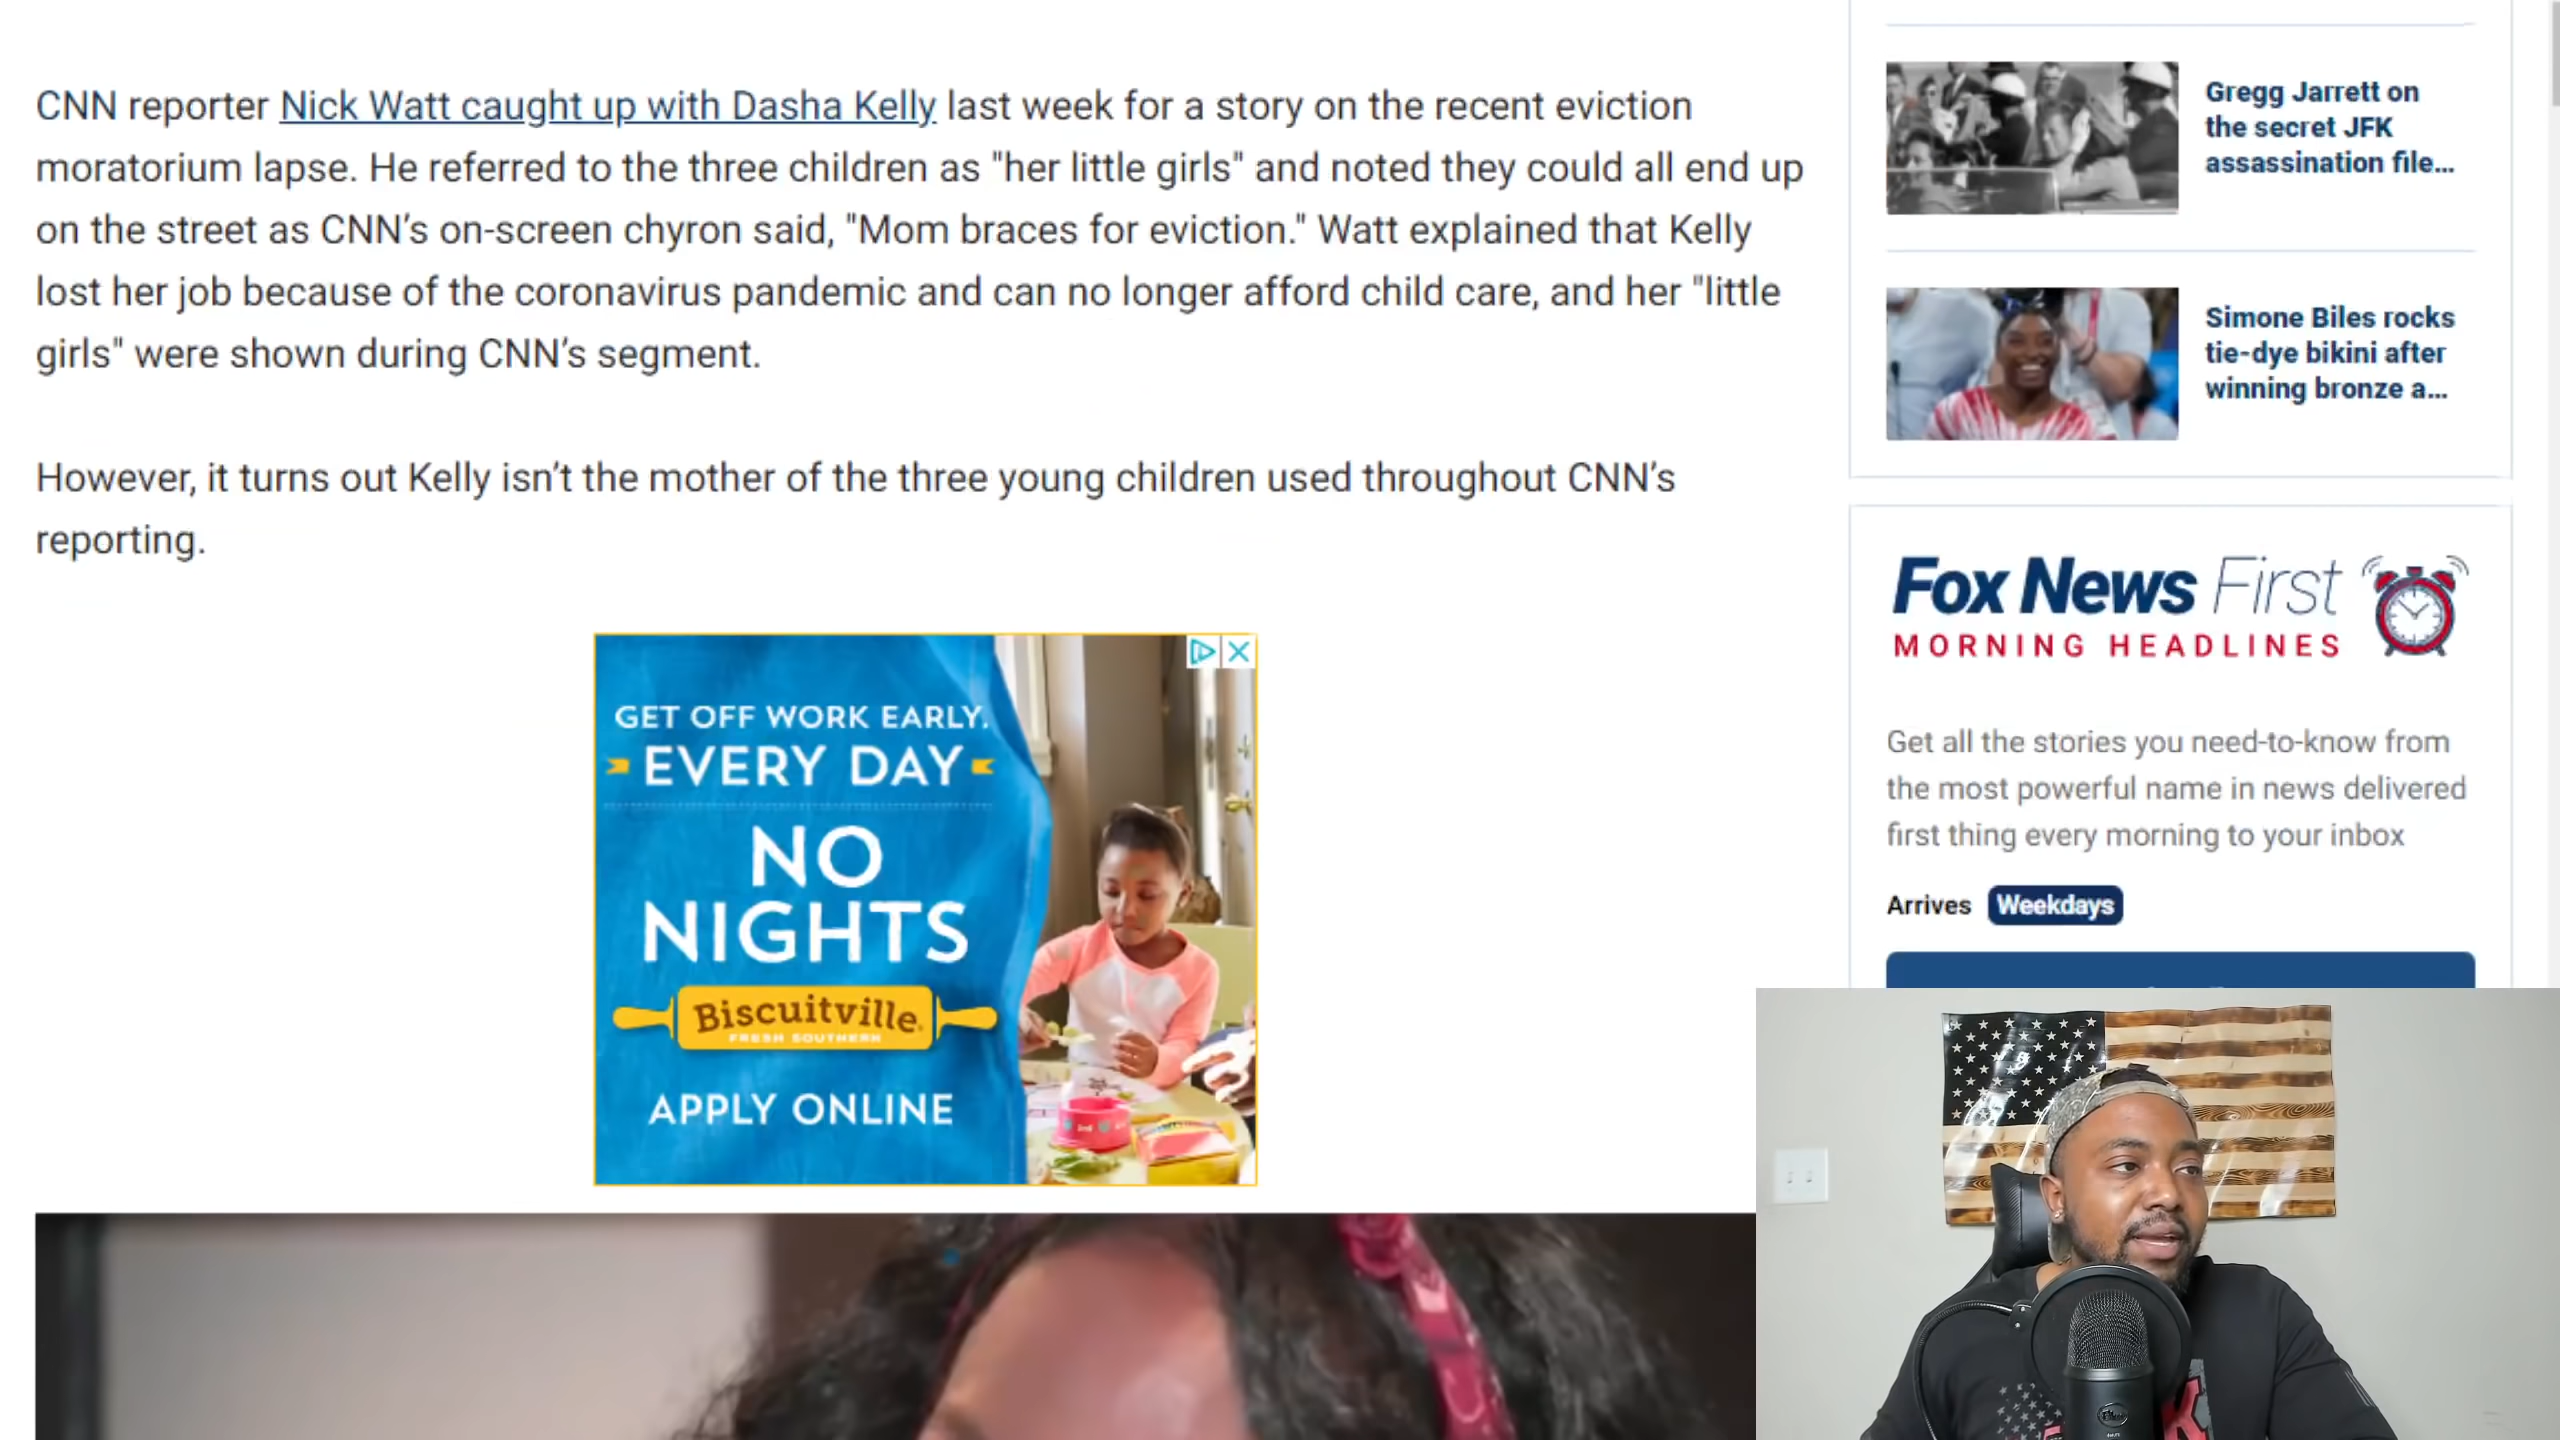 CNN reporter Nick Watt caught up with Dasha Kelly last week for a story on the recent eviction
moratorium lapse. He referred to the three children as "her little girls" and noted they could all end up
on the street as CNN’s on-screen chyron said, "Mom braces for eviction." Watt explained that Kelly
lost her job because of the coronavirus pandemic and can no longer afford child care, and her "little
girls" were shown during CNN’s segment.
However, it turns out Kelly isn’t the mother of the three young children used throughout CNN’s
reporting.
GET OFF WORK EARLY.
EVERY DAY
NO
NIGHTS
Biscuitville
FRESH SOUTHERN
APPLY ONLINE
Gregg Jarrett on
the secret JFK
assassination file...
Simone Biles rocks
tie-dye bikini after
winning bronze a...
Fox News First
MORNING HEADLINES
Get all the stories you need-to-know from
the most powerful name in news delivered
first thing every morning to your inbox
Arrives Weekdays